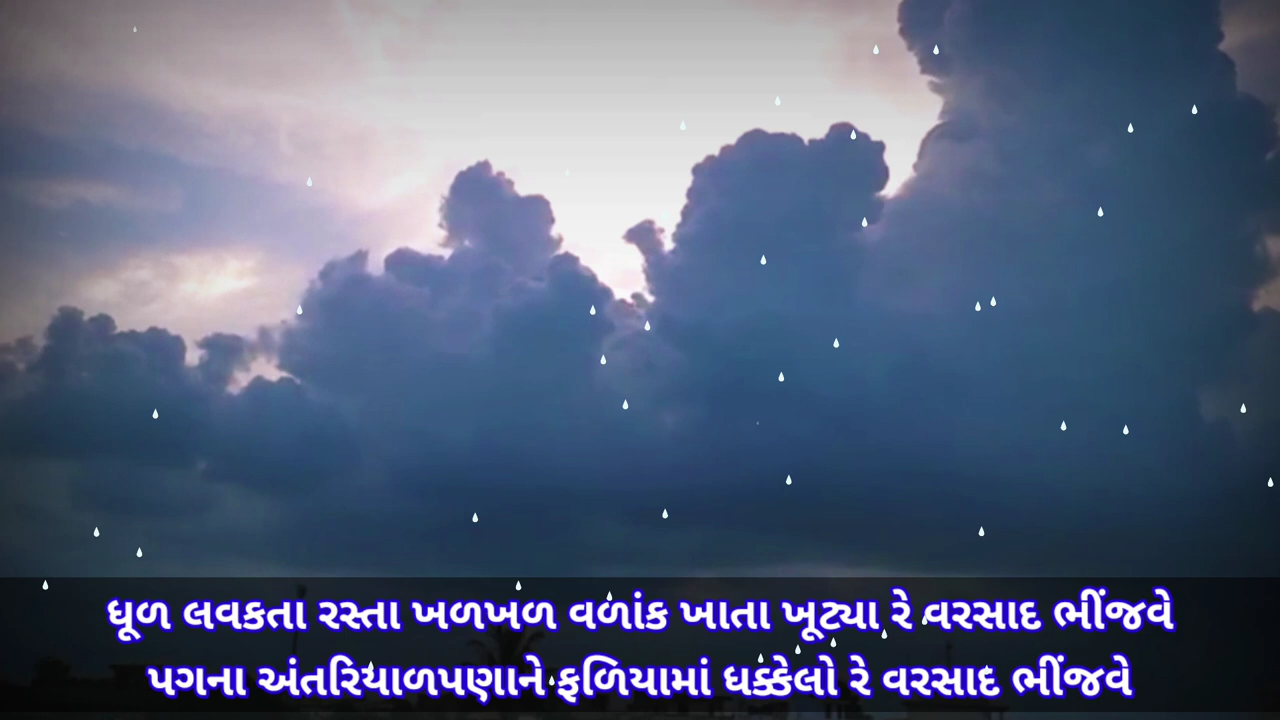 ધૂળ લવકતા રસ્તા ખળખળ વળાંક ખાતા ખૂટ્યા રે વરસાદ ભીંજવે
પગના અંતરિયાળપણાને ફળિયામાં ધક્કેલો રે વરસાદ ભીંજવે